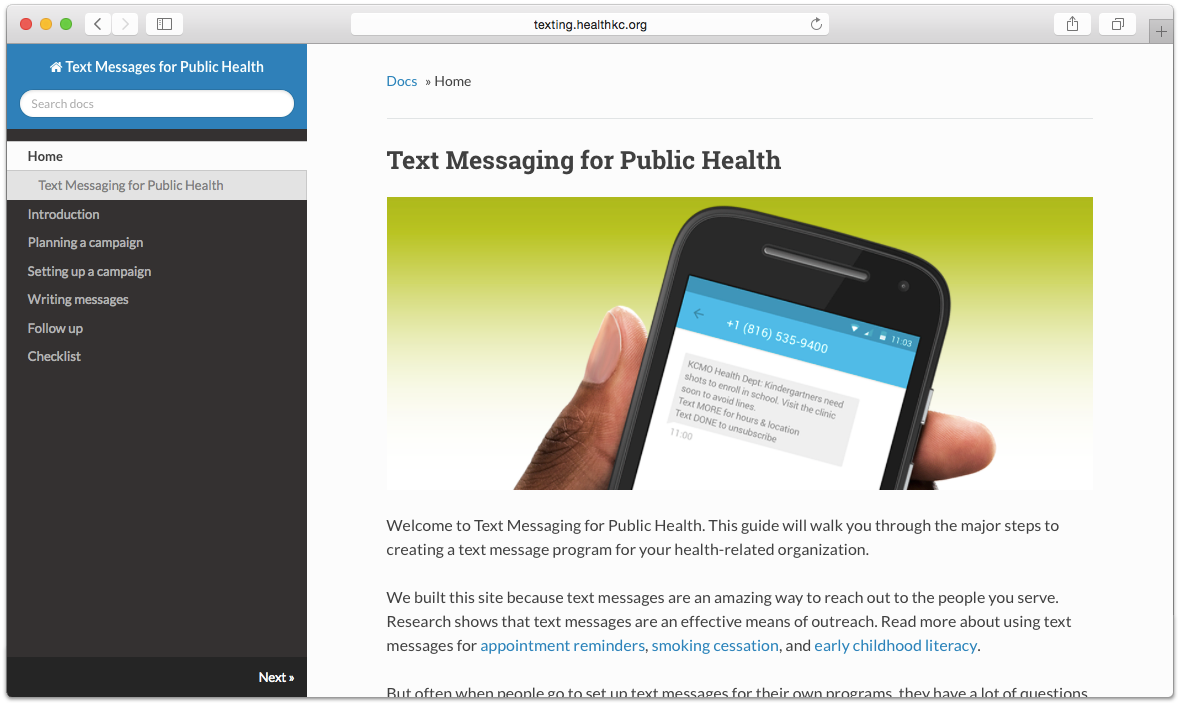 texting.healthkc.org
Text Messages for Public Health
Search docs
Home
Text Messaging for Public Health
Introduction
Planning a campaign
Setting up a campaign
Writing messages
Follow up
Checklist
Next »
Docs » Home
Text Messaging for Public Health
11:03
+1 (816) 535-9400
KCMO Health Dept: Kindergartners need
shots to enroll in school. Visit the clinic
soon to avoid lines.
Text MORE for hours & location
Text DONE to unsubscribe
11:00
Welcome to Text Messaging for Public Health. This guide will walk you through the major steps to
creating a text message program for your health-related organization.
We built this site because text messages are an amazing way to reach out to the people you serve.
Research shows that text messages are an effective means of outreach. Read more about using text
messages for appointment reminders, smoking cessation, and early childhood literacy.
But often when people go to set up text messages for their own programs, they have a lot of questions